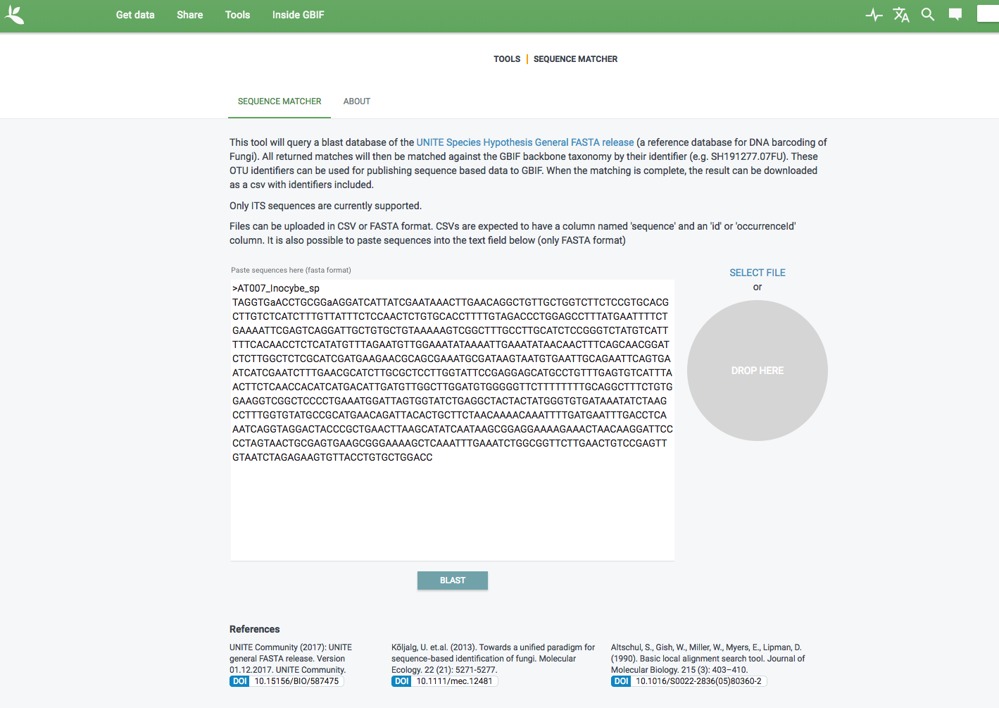 Get data Share Tools Inside GBIF
TOOLS SEQUENCE MATCHER
SEQUENCE MATCHER ABOUT
This tool will query a blast database of the UNITE Species Hypothesis General FASTA release (a reference database for DNA barcoding of
Fungi). All returned matches will then be matched against the GBIF backbone taxonomy by their identifier (e.g. SH191277.07FU). These
OTU identifiers can be used for publishing sequence based data to GBIF. When the matching is complete, the result can be downloaded
as a csv with identifiers included.
Only ITS sequences are currently supported.
Files can be uploaded in CSV or FASTA format. CSVs are expected to have a column named 'sequence' and an 'id' or 'occurrenceId'
column. It is also possible to paste sequences into the text field below (only FASTA format)
Paste sequences here (fasta format)
>AT007_Inocybe_sp
TAGGTGaACCTGCGGaAGGATCATTATCGAATAAACTTGAACAGGCTGTTGCTGGTCTTCTCCGTGCACG
CTTGTCTCATCTTTGTTATTTCTCCAACTCTGTGCACCTTTTGTAGACCCTGGAGCCTTTATGAATTTTCT
GAAAATTCGAGTCAGGATTGCTGTGCTGTAAAAAGTCGGCTTTGCCTTGCATCTCCGGGTCTATGTCATT
TTTCACAACCTCTCATATGTTTAGAATGTTGGAAATATAAAATTGAAATATAACAACTTTCAGCAACGGAT
CTCTTGGCTCTCGCATCGATGAAGAACGCAGCGAAATGCGATAAGTAATGTGAATTGCAGAATTCAGTGA
ATCATCGAATCTTTGAACGCATCTTGCGCTCCTTGGTATTCCGAGGAGCATGCCTGTTTGAGTGTCATTTA
ACTTCTCAACCACATCATGACATTGATGTTGGCTTGGATGTGGGGGTTCTTTTTTTTGCAGGCTTTCTGTG
GAAGGTCGGCTCCCCTGAAATGGATTAGTGGTATCTGAGGCTACTACTATGGGTGTGATAAATATCTAAG
CCTTTGGTGTATGCCGCATGAACAGATTACACTGCTTCTAACAAAACAAATTTTGATGAATTTGACCTCA
AATCAGGTAGGACTACCCGCTGAACTTAAGCATATCAATAAGCGGAGGAAAAGAAACTAACAAGGATTCC
CCTAGTAACTGCGAGTGAAGCGGGAAAAGCTCAAATTTGAAATCTGGCGGTTCTTGAACTGTCCGAGTT
GTAATCTAGAGAAGTGTTACCTGTGCTGGACC
SELECT FILE
or
DROP HERE
BLAST
References
UNITE Community (2017): UNITE
general FASTA release. Version
01.12.2017. UNITE Community.
DOI 10.15156/BIO/587475
Kõljalg, U. et.al. (2013). Towards a unified paradigm for
sequence-based identification of fungi. Molecular
Ecology. 22 (21): 5271-5277.
DOI 10.1111/mec.12481
Altschul, S., Gish, W., Miller, W., Myers, E., Lipman, D.
(1990). Basic local alignment search tool. Journal of
Molecular Biology. 215 (3): 403–410.
DOI 10.1016/S0022-2836(05)80360-2